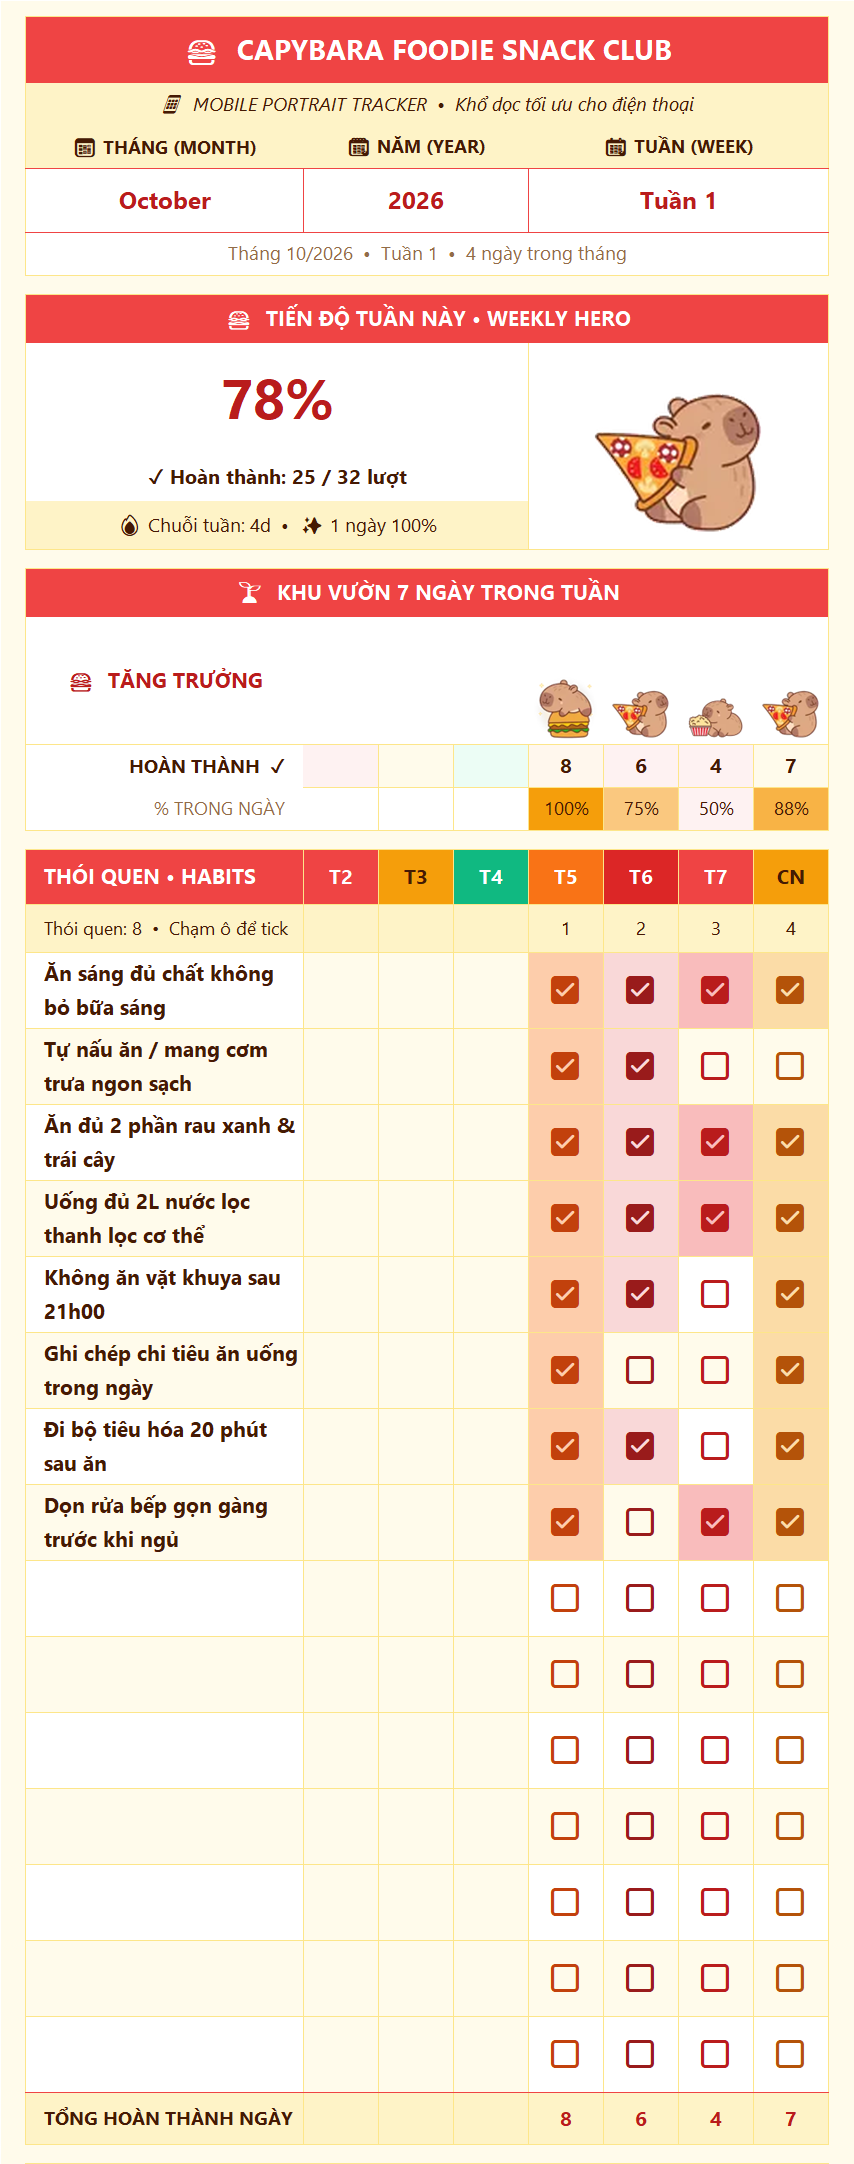 CAPYBARA FOODIE SNACK CLUB
MOBILE PORTRAIT TRACKER • Khổ dọc tối ưu cho điện thoại
THÁNG (MONTH) NĂM (YEAR) TUẦN (WEEK)
October 2026 Tuần 1
Tháng 10/2026 • Tuần 1 • 4 ngày trong tháng
TIẾN ĐỘ TUẦN NÀY • WEEKLY HERO
78%
✓ Hoàn thành: 25 / 32 lượt
Chuỗi tuần: 4d • 1 ngày 100%
KHU VƯỜN 7 NGÀY TRONG TUẦN
TĂNG TRƯỞNG
HOÀN THÀNH ✓ 8 6 4 7
% TRONG NGÀY 100% 75% 50% 88%
THÓI QUEN • HABITS T2 T3 T4 T5 T6 T7 CN
Thói quen: 8 • Chạm ô để tick 1 2 3 4
Ăn sáng đủ chất không
bỏ bữa sáng
Tự nấu ăn / mang cơm
trưa ngon sạch
Ăn đủ 2 phần rau xanh &
trái cây
Uống đủ 2L nước lọc
thanh lọc cơ thể
Không ăn vặt khuya sau
21h00
Ghi chép chi tiêu ăn uống
trong ngày
Đi bộ tiêu hóa 20 phút
sau ăn
Dọn rửa bếp gọn gàng
trước khi ngủ
TỔNG HOÀN THÀNH NGÀY 8 6 4 7